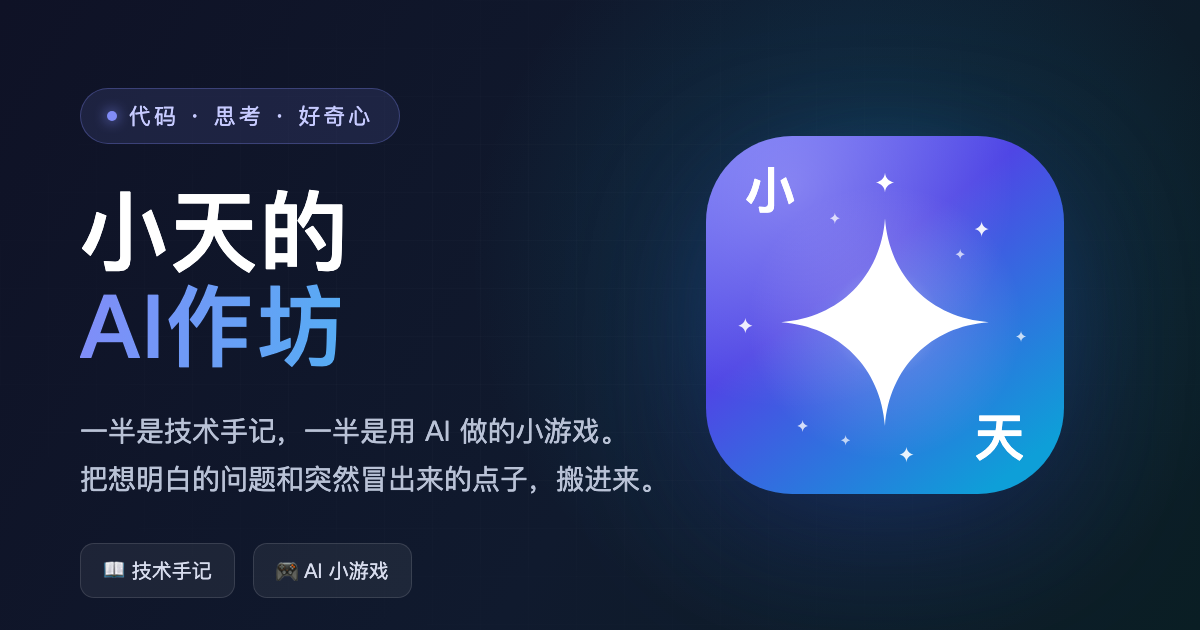 代码 · 思考 · 好奇心
小天的
AI作坊
一半是技术手记，一半是用 AI 做的小游戏。
把想明白的问题和突然冒出来的点子，搬进来。
📖 技术手记
🎮 AI 小游戏
小
天